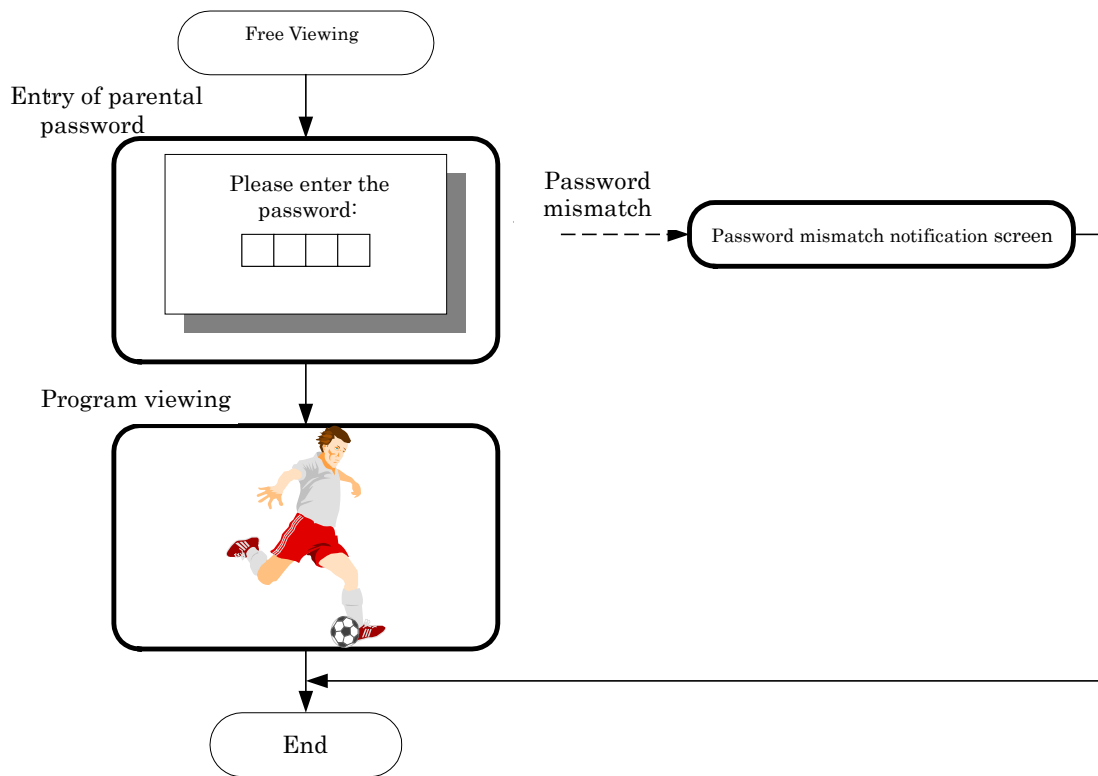 Free Viewing
Entry of parental
password
Please enter the
password:
Password
mismatch
Password mismatch notification screen
Program viewing
End